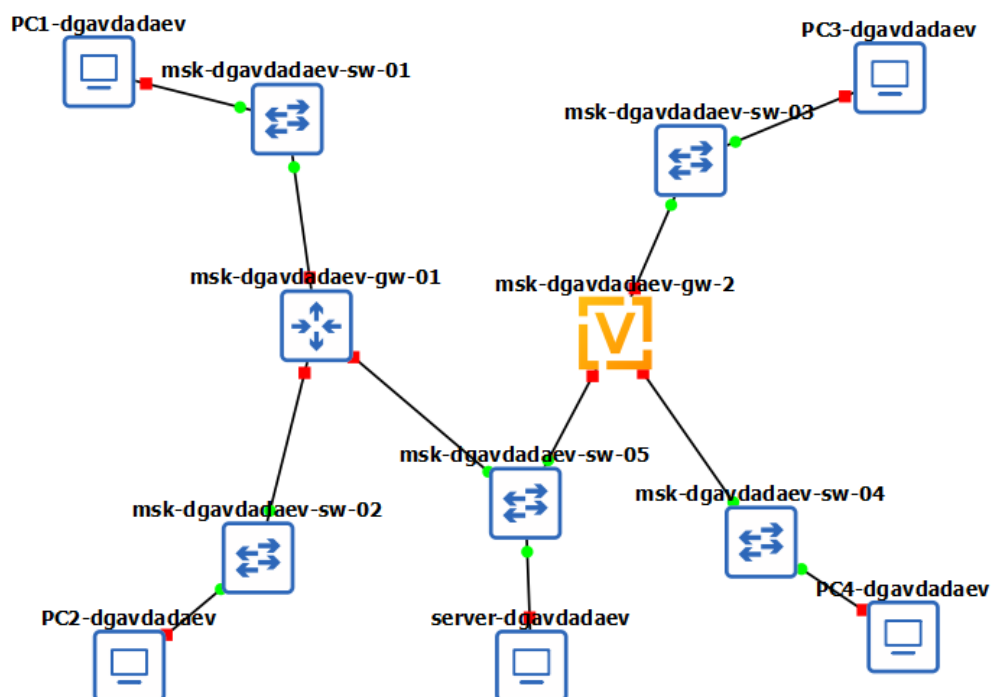 PC1-dgavdadaev
msk-dgavdadaev-sw-01
PC3-dgavdadaev
msk-dgavdadaev-sw-03
msk-dgavdadaev-gw-01
msk-dgavdadaev-gw-2
V
msk-dgavdadaev-sw-05
msk-dgavdadaev-sw-02
msk-dgavdadaev-sw-04
PC2-dgavdadaev
server-dgavdadaev
PC4-dgavdadaev